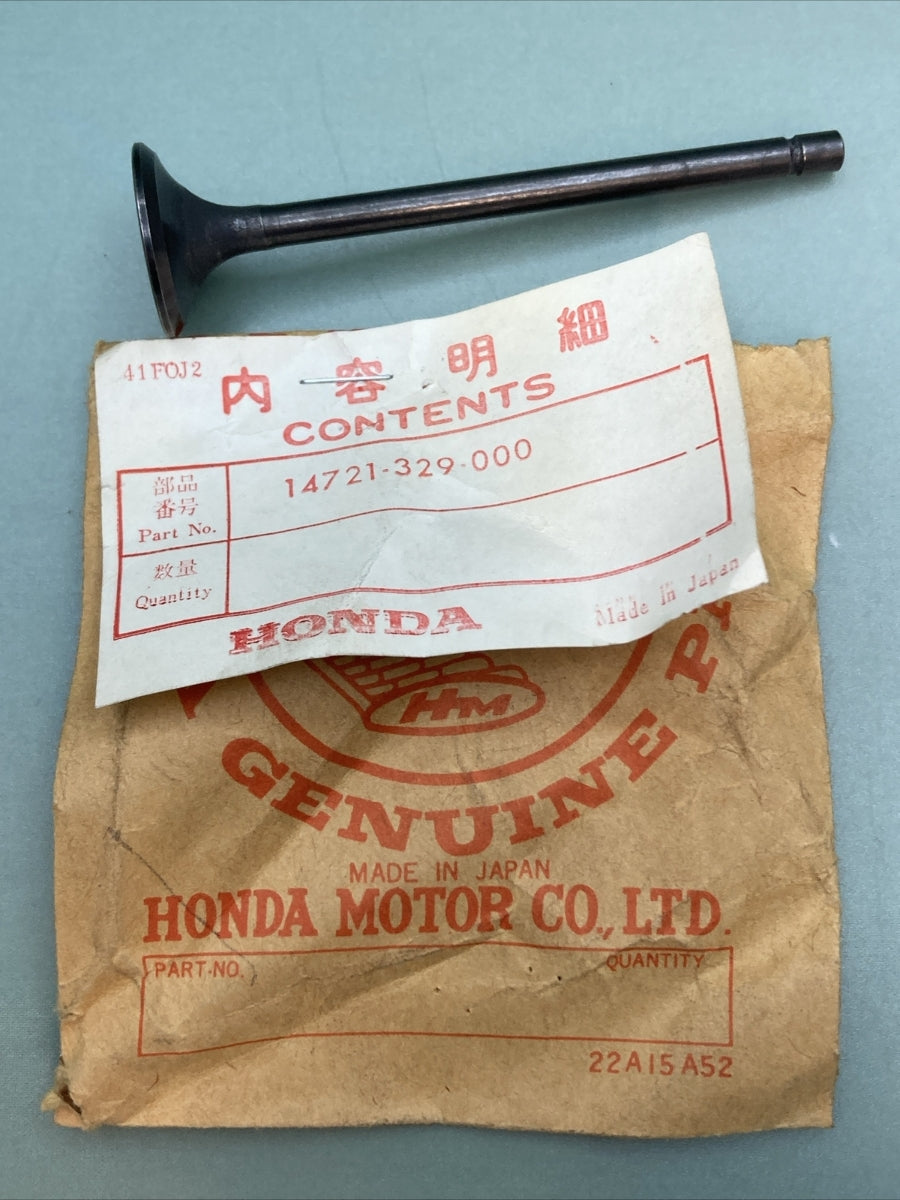 41FOJ2
内容明細
CONTENTS
部品
番号
Part No.
14721-329-000
数量
Quantity
HONDA
Made in Japan
HM
GENUINE
MADE IN JAPAN
HONDA MOTOR CO., LTD.
PART-NO.
QUANTITY
22A15A52